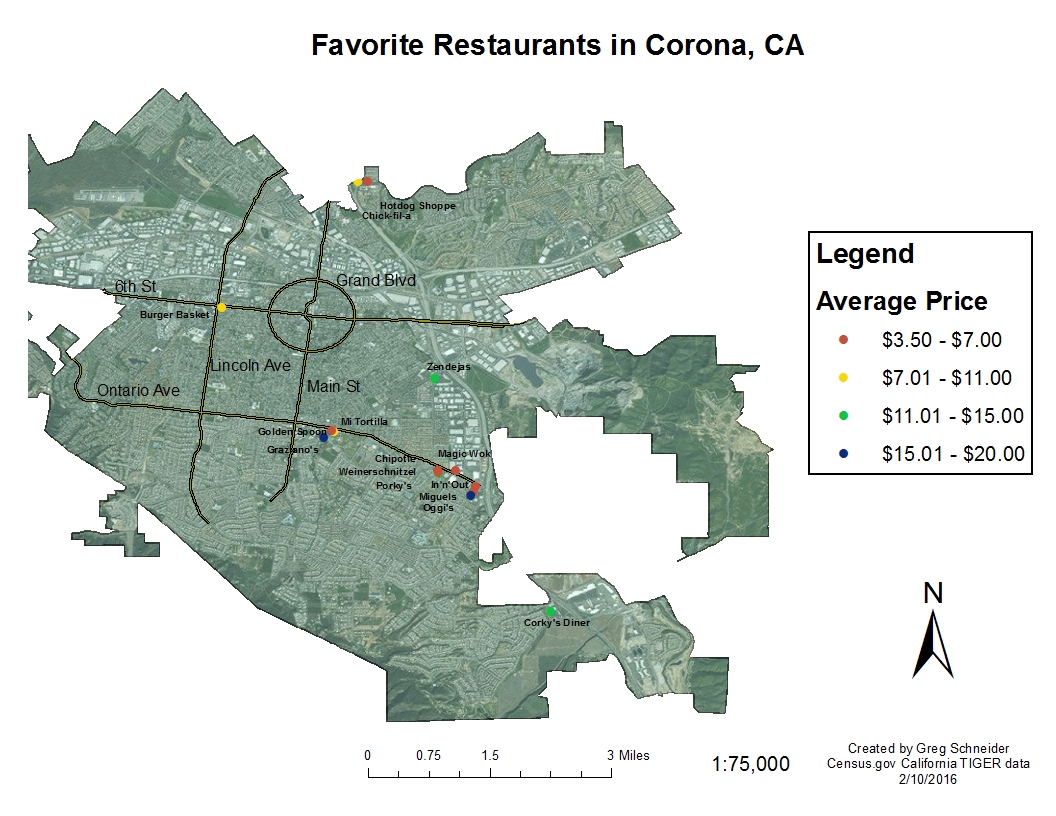 Favorite Restaurants in Corona, CA
Hotdog Shoppe
Chick-fil-a
Grand Blvd
6th St
Burger Basket
Lincoln Ave
Zendejas
Main St
Ontario Ave
Mi Tortilla
Golden Spoon
Graziano's
Magic Wok
Chipotle
Weinerschnitzel
In'n'Out
Porky's
Miguels
Oggi's
Corky's Diner
Legend
Average Price
$3.50 - $7.00
$7.01 - $11.00
$11.01 - $15.00
$15.01 - $20.00
N
0 0.75 1.5 3 Miles
1:75,000
Created by Greg Schneider
Census.gov California TIGER data
2/10/2016